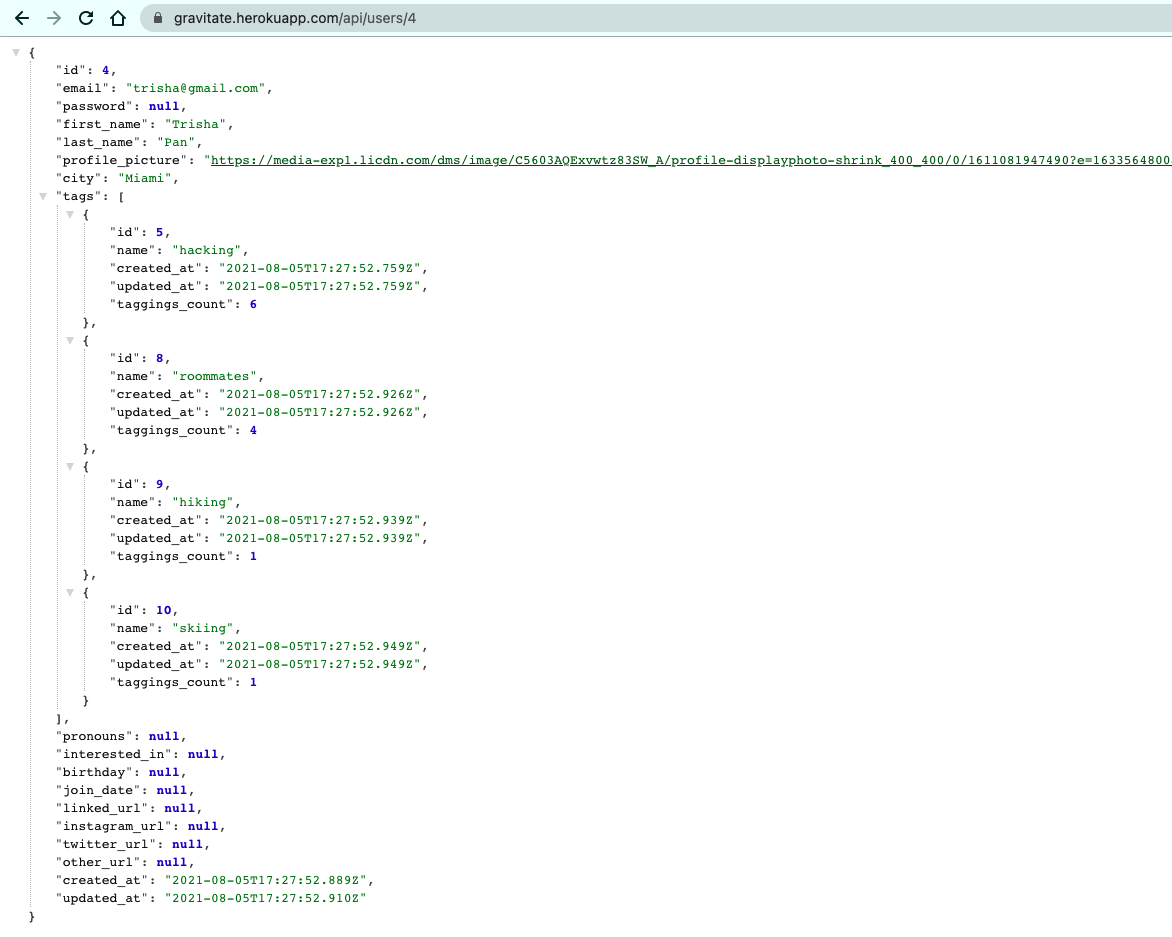 gravitate.herokuapp.com/api/users/4
{
"id": 4,
"email": "trisha@gmail.com",
"password": null,
"first_name": "Trisha",
"last_name": "Pan",
"profile_picture": "https://media-exp1.licdn.com/dms/image/C5603AQExvwtz83SW_A/profile-displayphoto-shrink_400_400/0/1611081947490?e=1633564800
"city": "Miami",
"tags": [
{
"id": 5,
"name": "hacking",
"created_at": "2021-08-05T17:27:52.759Z",
"updated_at": "2021-08-05T17:27:52.759Z",
"taggings_count": 6
},
{
"id": 8,
"name": "roommates",
"created_at": "2021-08-05T17:27:52.926Z",
"updated_at": "2021-08-05T17:27:52.926Z",
"taggings_count": 4
},
{
"id": 9,
"name": "hiking",
"created_at": "2021-08-05T17:27:52.939Z",
"updated_at": "2021-08-05T17:27:52.939Z",
"taggings_count": 1
},
{
"id": 10,
"name": "skiing",
"created_at": "2021-08-05T17:27:52.949Z",
"updated_at": "2021-08-05T17:27:52.949Z",
"taggings_count": 1
}
],
"pronouns": null,
"interested_in": null,
"birthday": null,
"join_date": null,
"linked_url": null,
"instagram_url": null,
"twitter_url": null,
"other_url": null,
"created_at": "2021-08-05T17:27:52.889Z",
"updated_at": "2021-08-05T17:27:52.910Z"
}